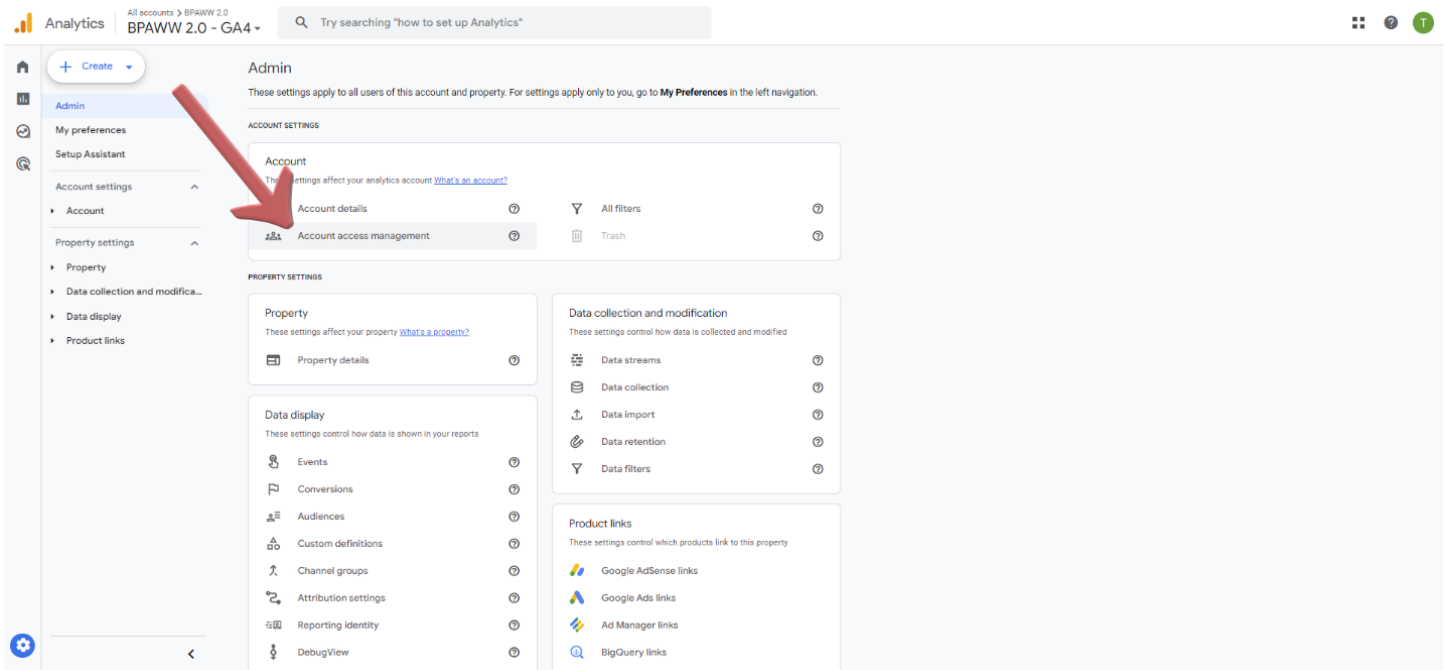 Analytics
All accounts > BPAWW 2.0
BPAWW 2.0 - GA4
Try searching "how to set up Analytics"
T
Create
Admin
My preferences
Setup Assistant
Account settings
Account
Property settings
Property
Data collection and modifica...
Data display
Product links
Admin
These settings apply to all users of this account and property. For settings apply only to you, go to My Preferences in the left navigation.
ACCOUNT SETTINGS
Account
settings affect your analytics account What's an account?
Account details
All filters
Account access management
Trash
PROPERTY SETTINGS
Property
These settings affect your property What's a property?
Property details
Data display
These settings control how data is shown in your reports
Events
Conversions
Audiences
Custom definitions
Channel groups
Attribution settings
Reporting identity
DebugView
Data collection and modification
These settings control how data is collected and modified
Data streams
Data collection
Data import
Data retention
Data filters
Product links
These settings control which products link to this property
Google AdSense links
Google Ads links
Ad Manager links
BigQuery links